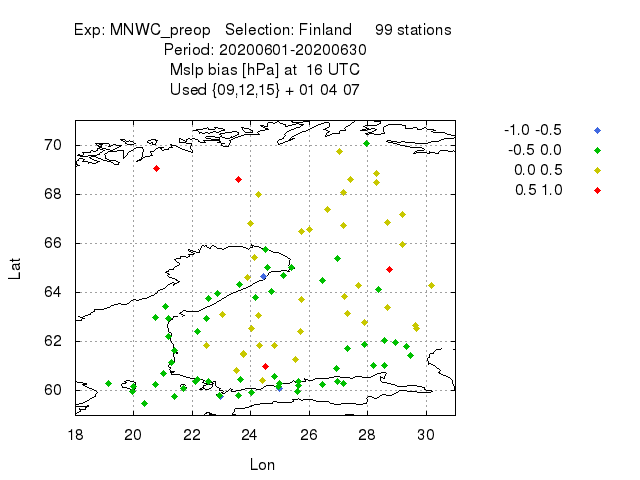 Exp: MNWC_preop Selection: Finland 99 stations
Period: 20200601-20200630
Mslp bias [hPa] at 16 UTC
Used {09,12,15} + 01 04 07
-1.0 -0.5
-0.5 0.0
0.0 0.5
0.5 1.0
70
68
66
64
62
60
Lat
18 20 22 24 26 28 30
Lon